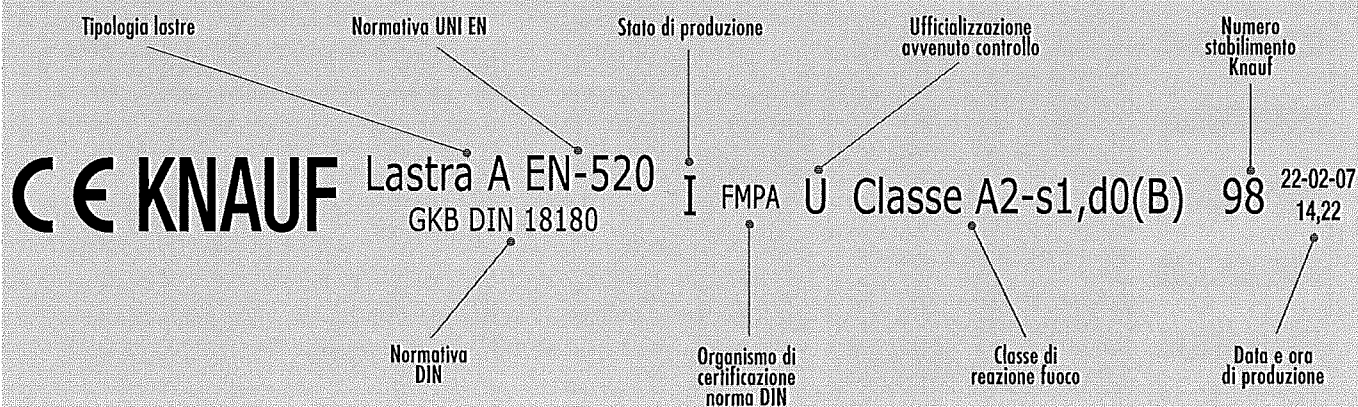 Tipologia lastre
Normativa UNI EN
Stato di produzione
Ufficializzazione
avvenuto controllo
Numero
stabilimento
Knauf
CE KNAUF
Lastra A EN-520
GKB DIN 18180
I
FMPA
U
Classe A2-s1,d0(B)
98
22-02-07
14,22
Normativa
DIN
Organismo di
certificazione
norma DIN
Classe di
reazione fuoco
Data e ora
di produzione